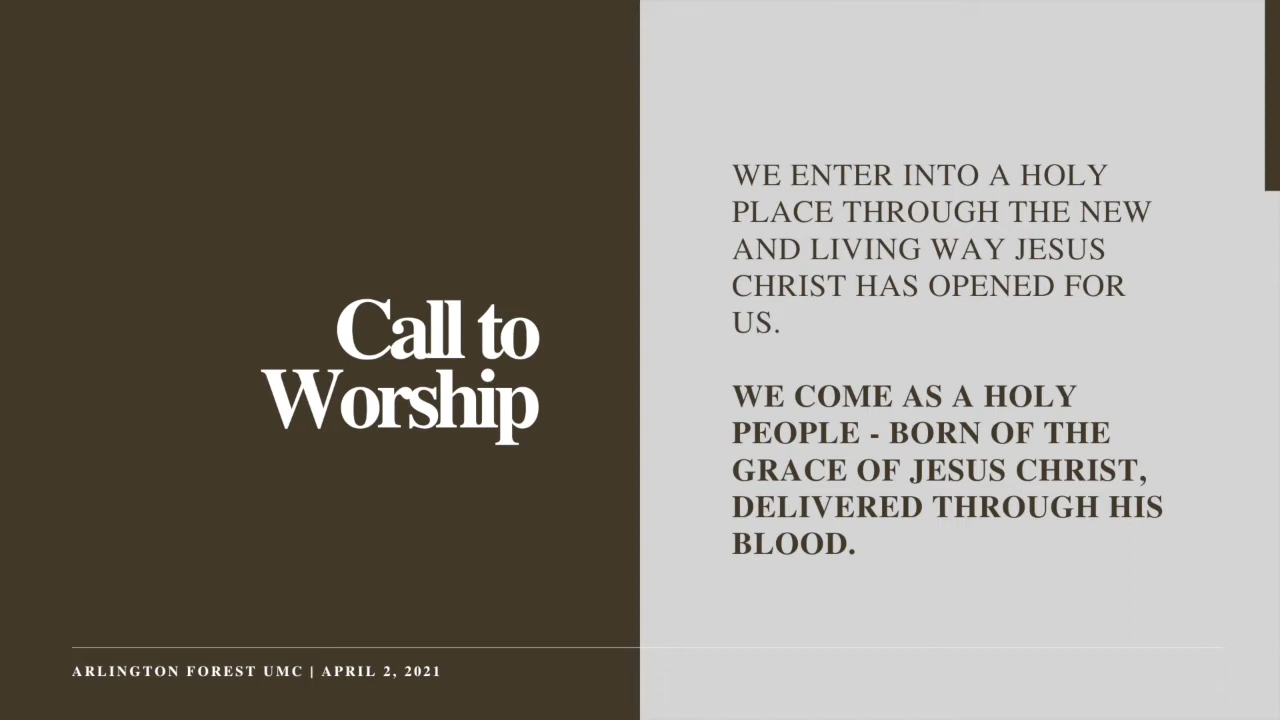 Call to
Worship
WE ENTER INTO A HOLY
PLACE THROUGH THE NEW
AND LIVING WAY JESUS
CHRIST HAS OPENED FOR
US.
WE COME AS A HOLY
PEOPLE - BORN OF THE
GRACE OF JESUS CHRIST,
DELIVERED THROUGH HIS
BLOOD.
ARLINGTON FOREST UMC | APRIL 2, 2021